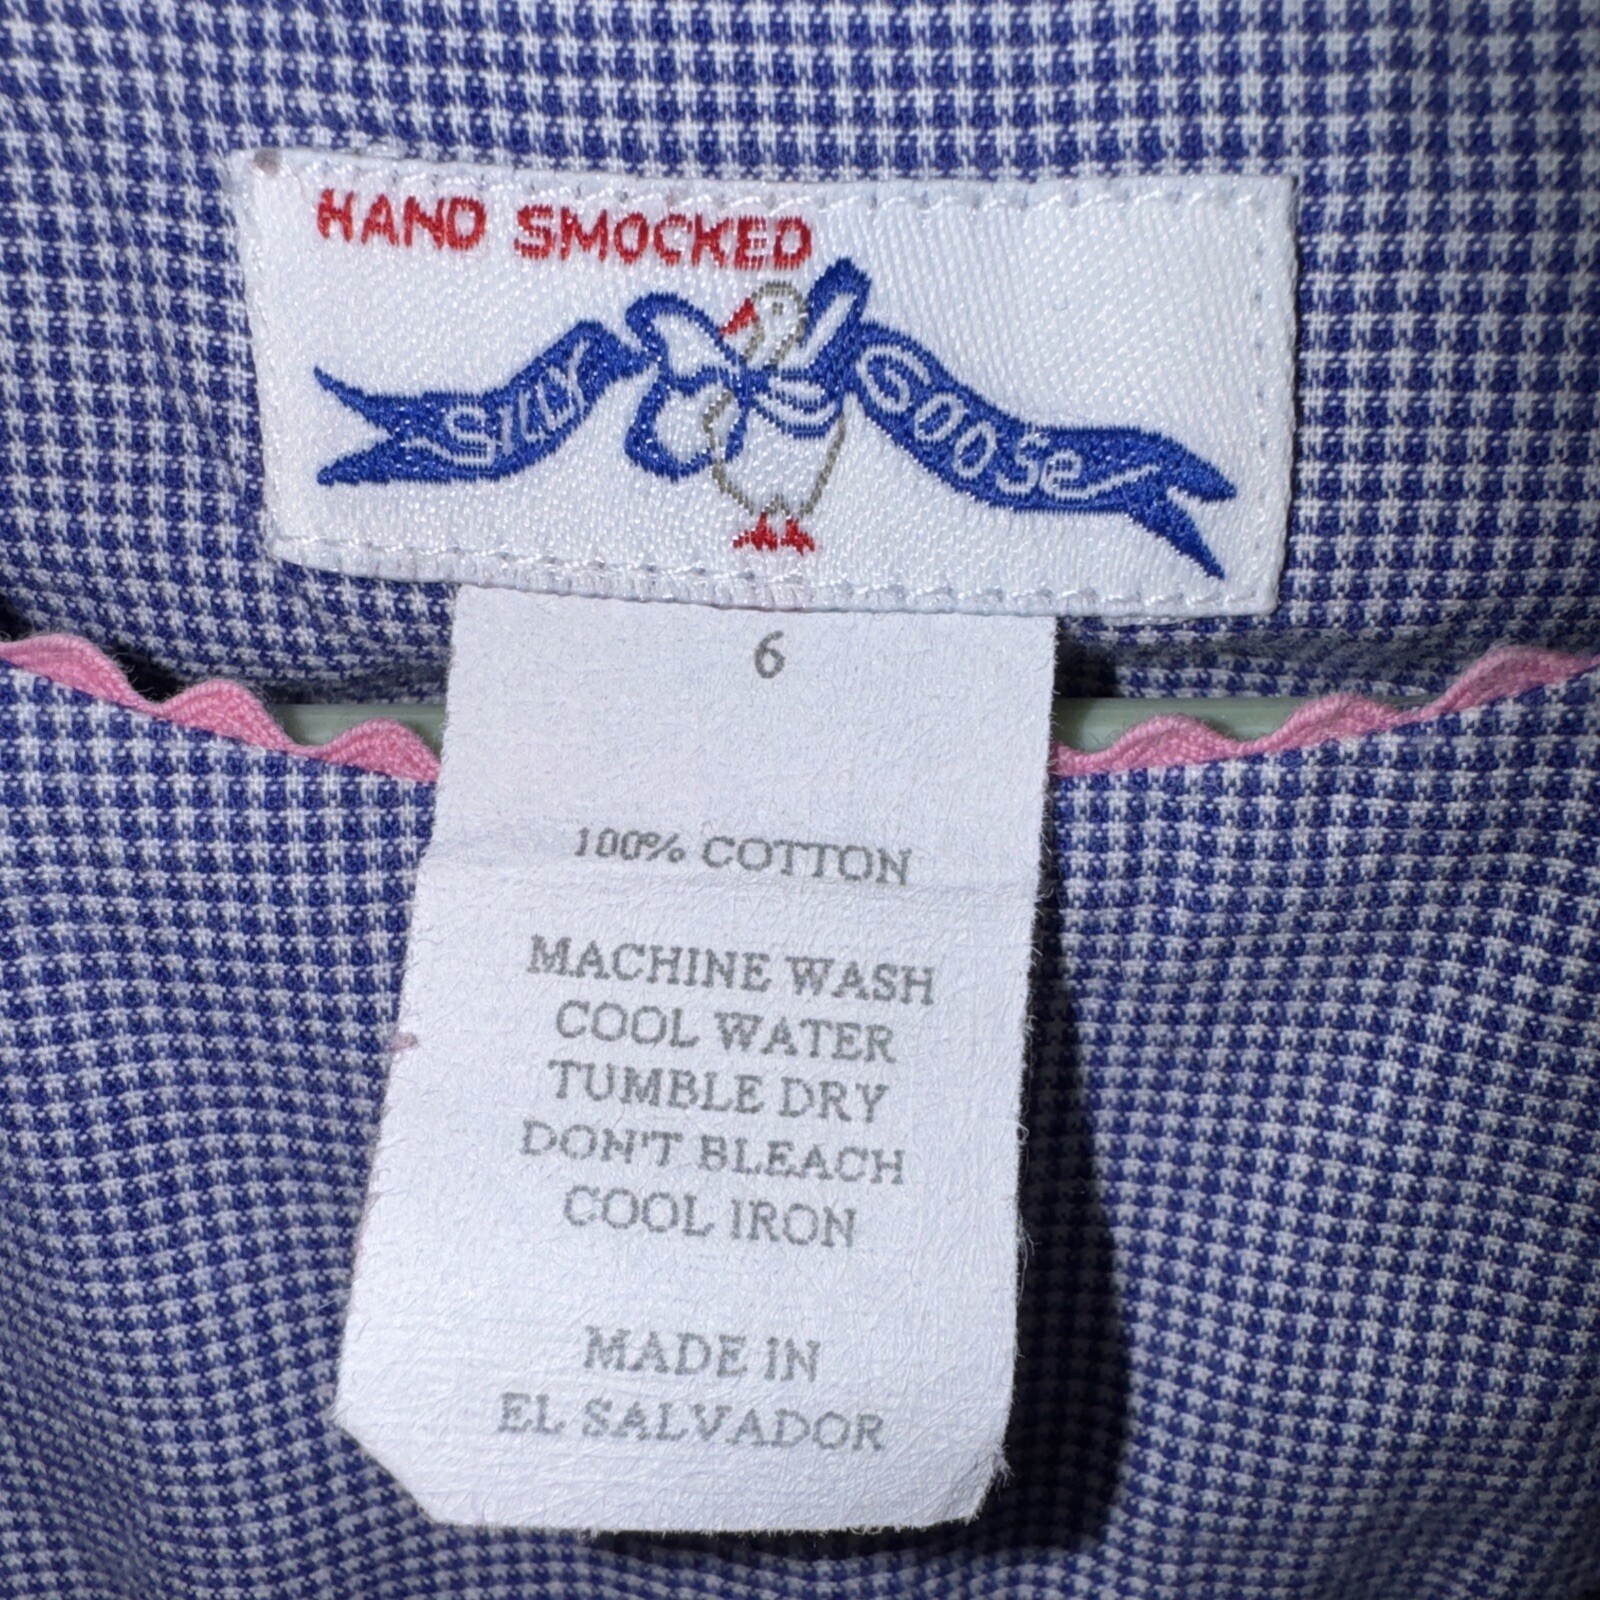 HAND SMOCKED
SILLY GOOSE
6
100% COTTON
MACHINE WASH
COOL WATER
TUMBLE DRY
DON'T BLEACH
COOL IRON
MADE IN
EL SALVADOR